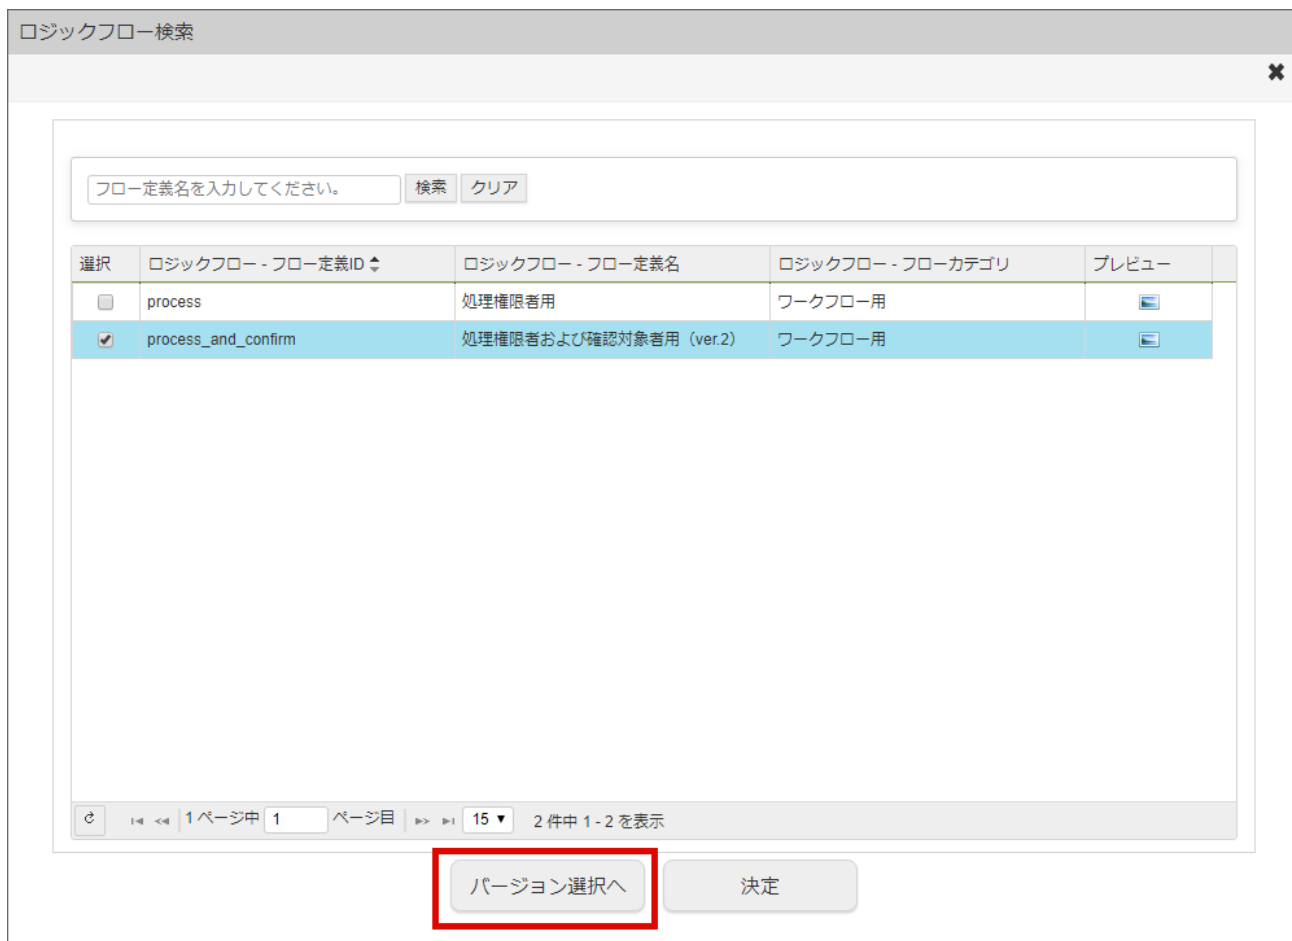 ロジックフロー検索
フロー定義名を入力してください。 検索 クリア
選択 ロジックフロー - フロー定義ID ロジックフロー - フロー定義名 ロジックフロー - フローカテゴリ プレビュー
process 処理権限者用 ワークフロー用
process_and_confirm 処理権限者および確認対象者用（ver.2） ワークフロー用
1 ページ中 1 ページ目 15 2 件中 1 - 2 を表示
バージョン選択へ 決定